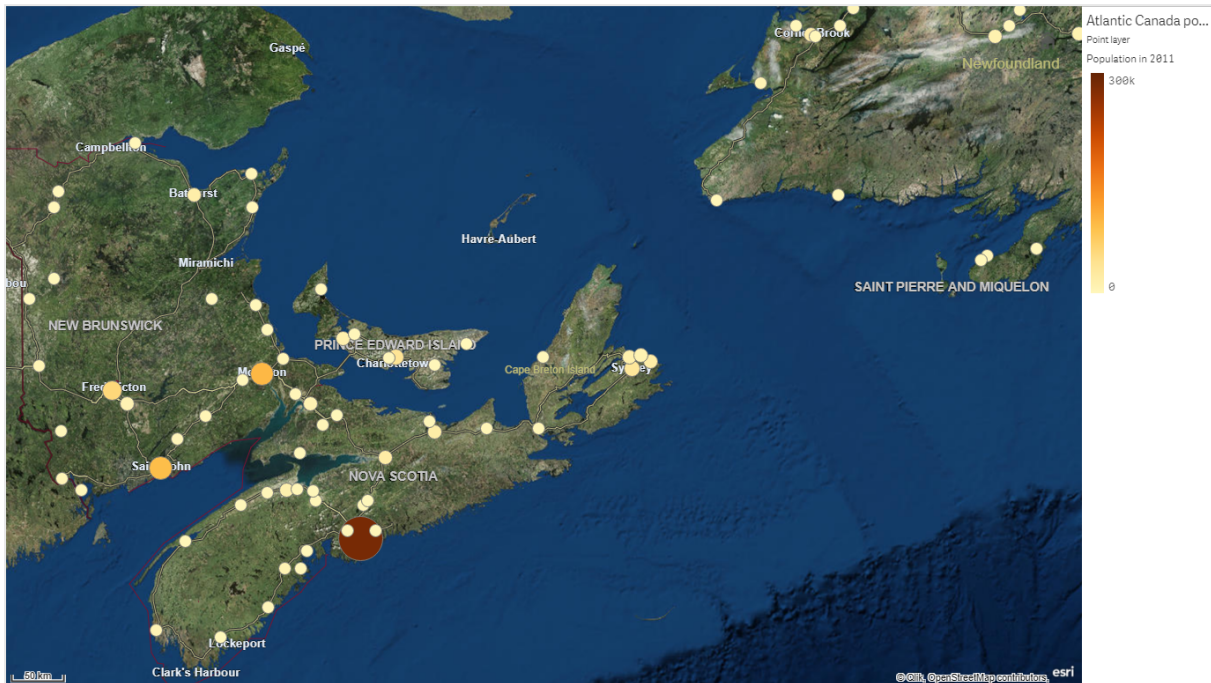 Atlantic Canada po...
Point layer
Population in 2011
300k
0
Gaspé
Corner Brook
Newfoundland
Campbellton
Bathurst
Havre-Aubert
Miramichi
bou
SAINT PIERRE AND MIQUELON
NEW BRUNSWICK
PRINCE EDWARD ISLAND
Charlottetown
Cape Breton Island
Sydney
Moncton
Fredericton
Saint John
NOVA SCOTIA
Lockeport
Clark's Harbour
50 km
© Qlik, OpenStreetMap contributors,
esri